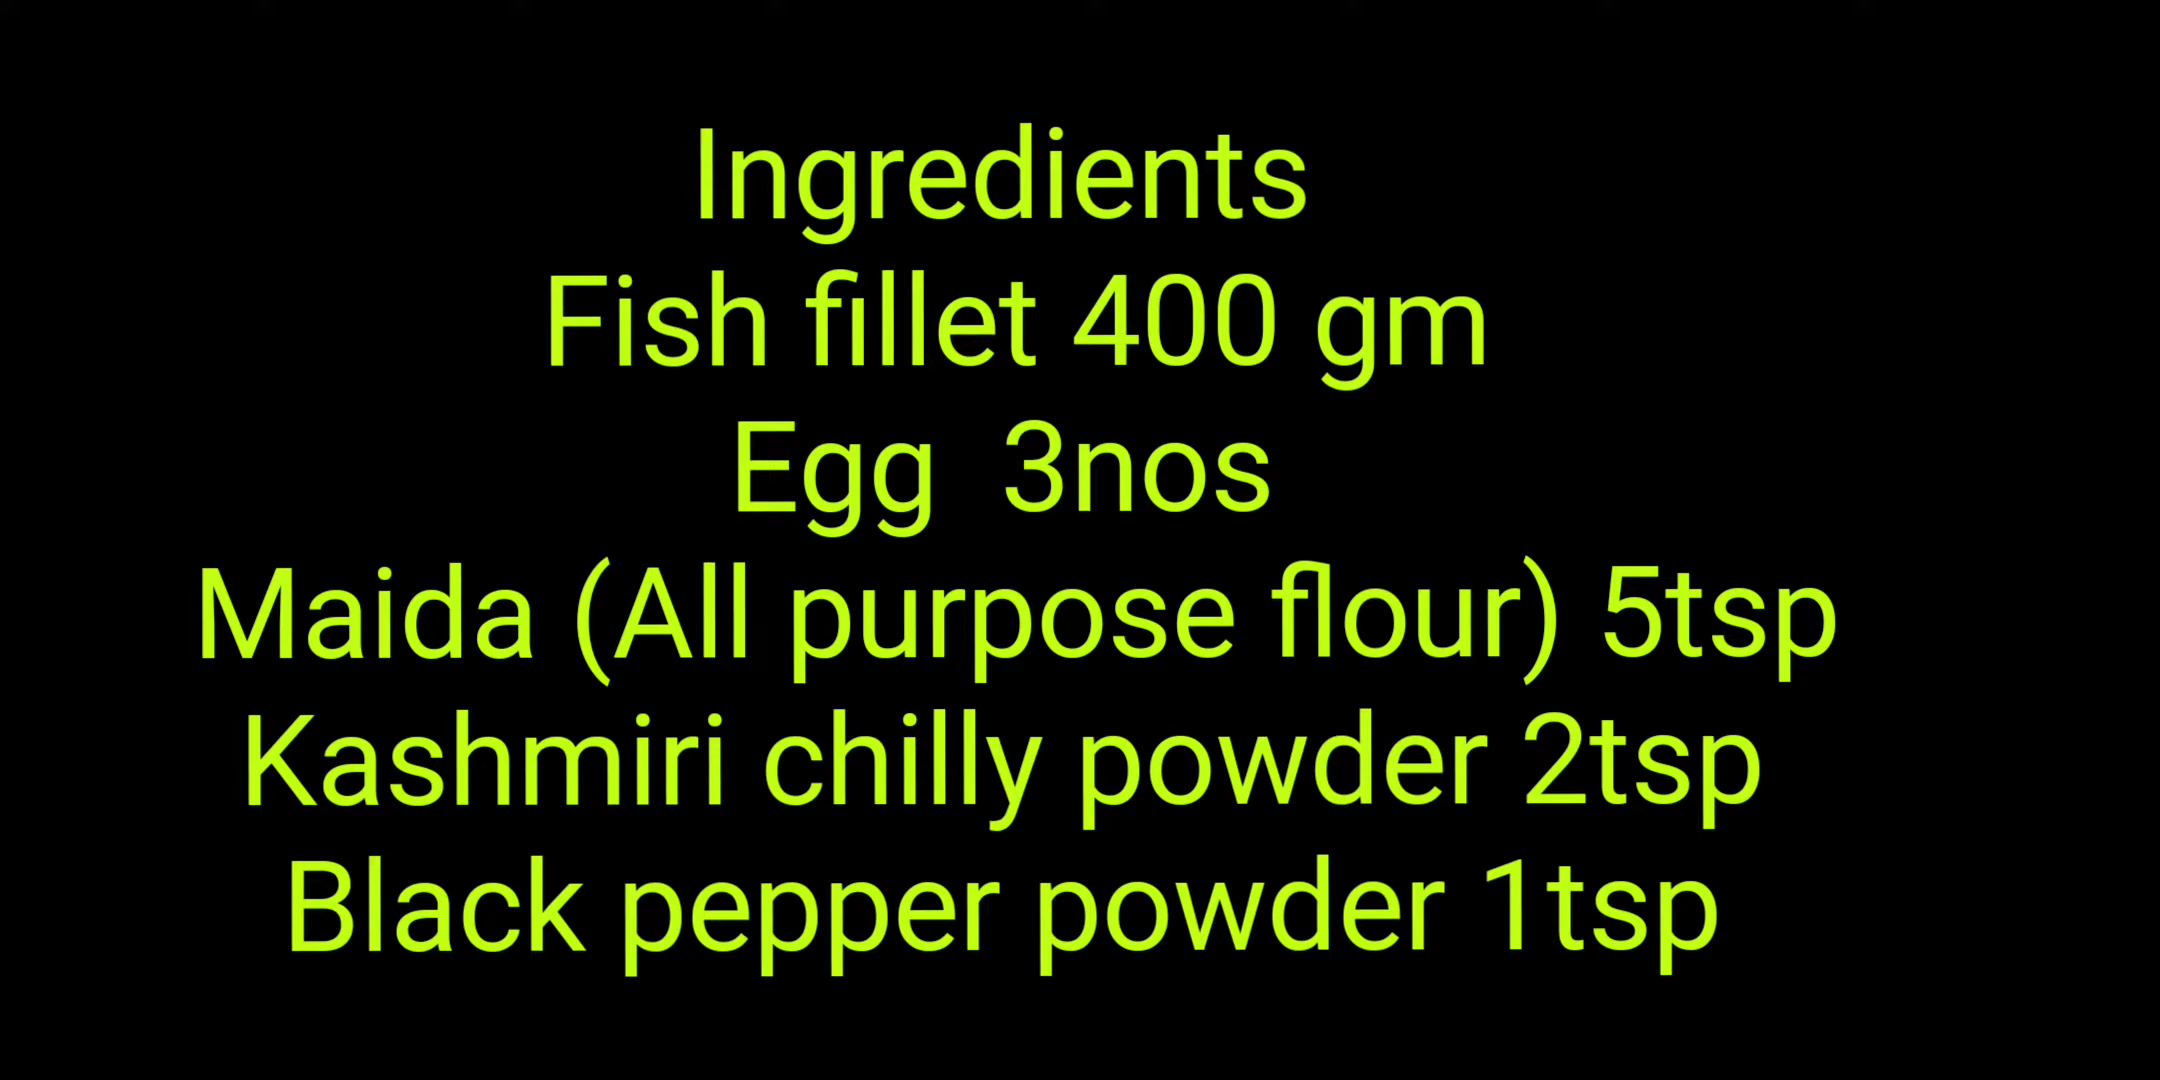 Ingredients
Fish fillet 400 gm
Egg  3nos
Maida (All purpose flour) 5tsp
Kashmiri chilly powder 2tsp
Black pepper powder 1tsp